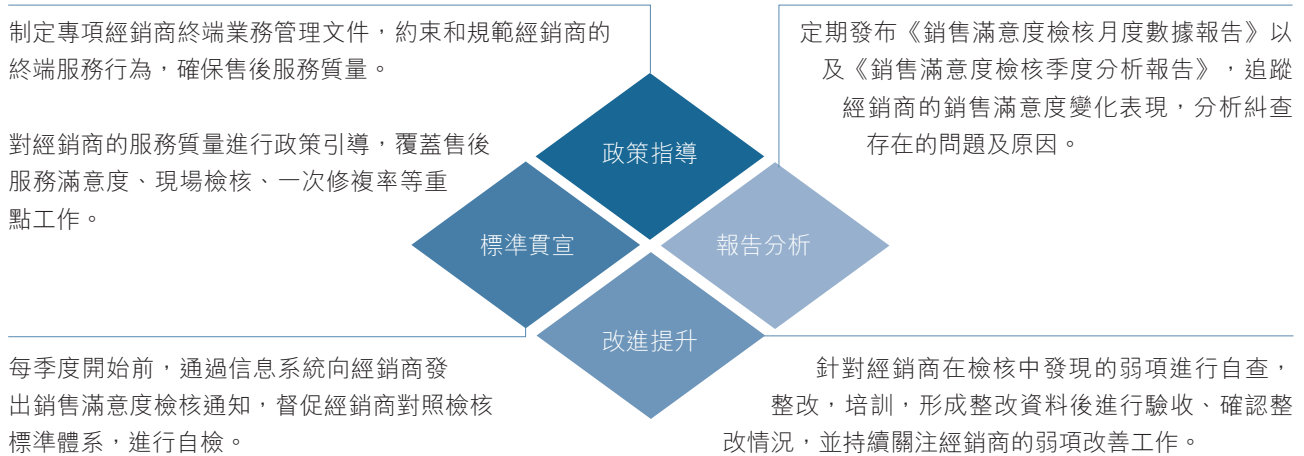 制定專項經銷商終端業務管理文件，約束和規範經銷商的
終端服務行為，確保售後服務質量。
對經銷商的服務質量進行政策引導，覆蓋售後
服務滿意度、現場檢核、一次修複率等重
點工作。
定期發布《銷售滿意度檢核月度數據報告》以
及《銷售滿意度檢核季度分析報告》，追蹤
經銷商的銷售滿意度變化表現，分析糾查
存在的問題及原因。
政策指導
標準貫宣
報告分析
改進提升
每季度開始前，通過信息系統向經銷商發
出銷售滿意度檢核通知，督促經銷商對照檢核
標準體系，進行自檢。
針對經銷商在檢核中發現的弱項進行自查，
整改，培訓，形成整改資料後進行驗收、確認整
改情況，並持續關注經銷商的弱項改善工作。